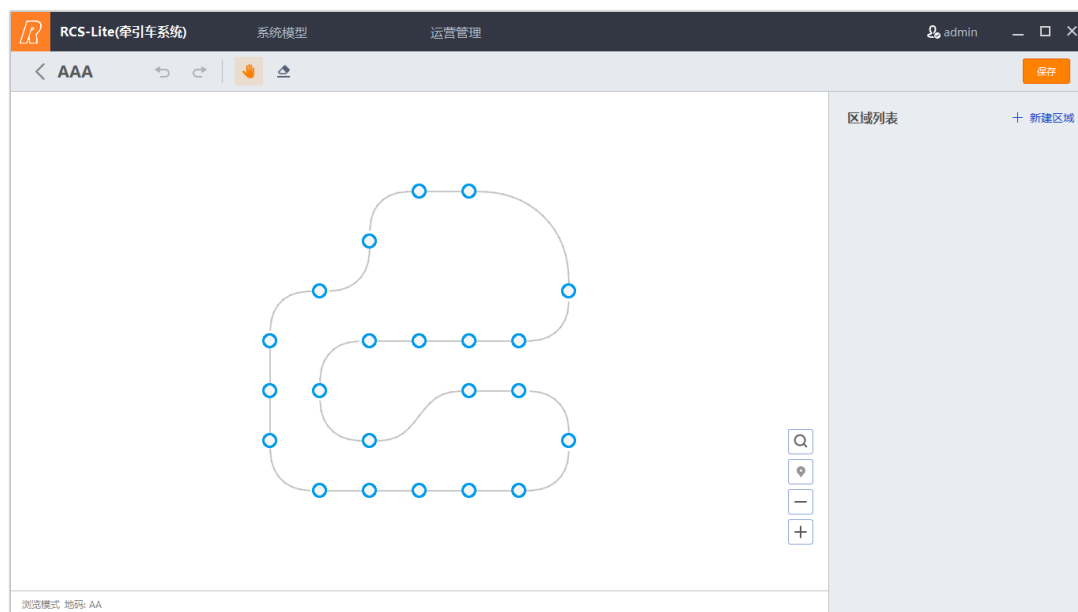 RCS-Lite(牵引车系统) 系统模型 运营管理 admin
AAA 保存
区域列表 新建区域
浏览模式 地码: AA